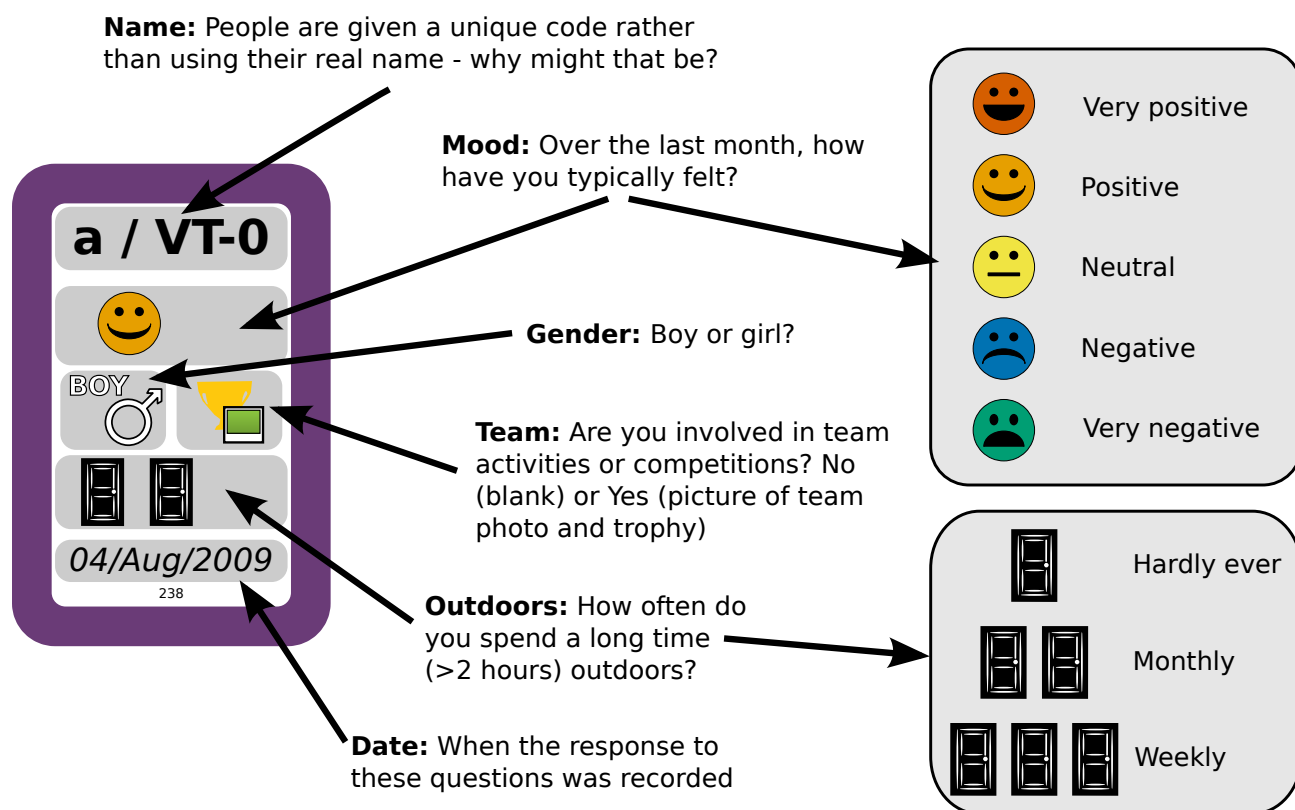 Name: People are given a unique code rather
than using their real name - why might that be?
Mood: Over the last month, how
have you typically felt?
Gender: Boy or girl?
Team: Are you involved in team
activities or competitions? No
(blank) or Yes (picture of team
photo and trophy)
Outdoors: How often do
you spend a long time
(>2 hours) outdoors?
Date: When the response to
these questions was recorded
a / VT-0
BOY
04/Aug/2009
238
Very positive
Positive
Neutral
Negative
Very negative
Hardly ever
Monthly
Weekly